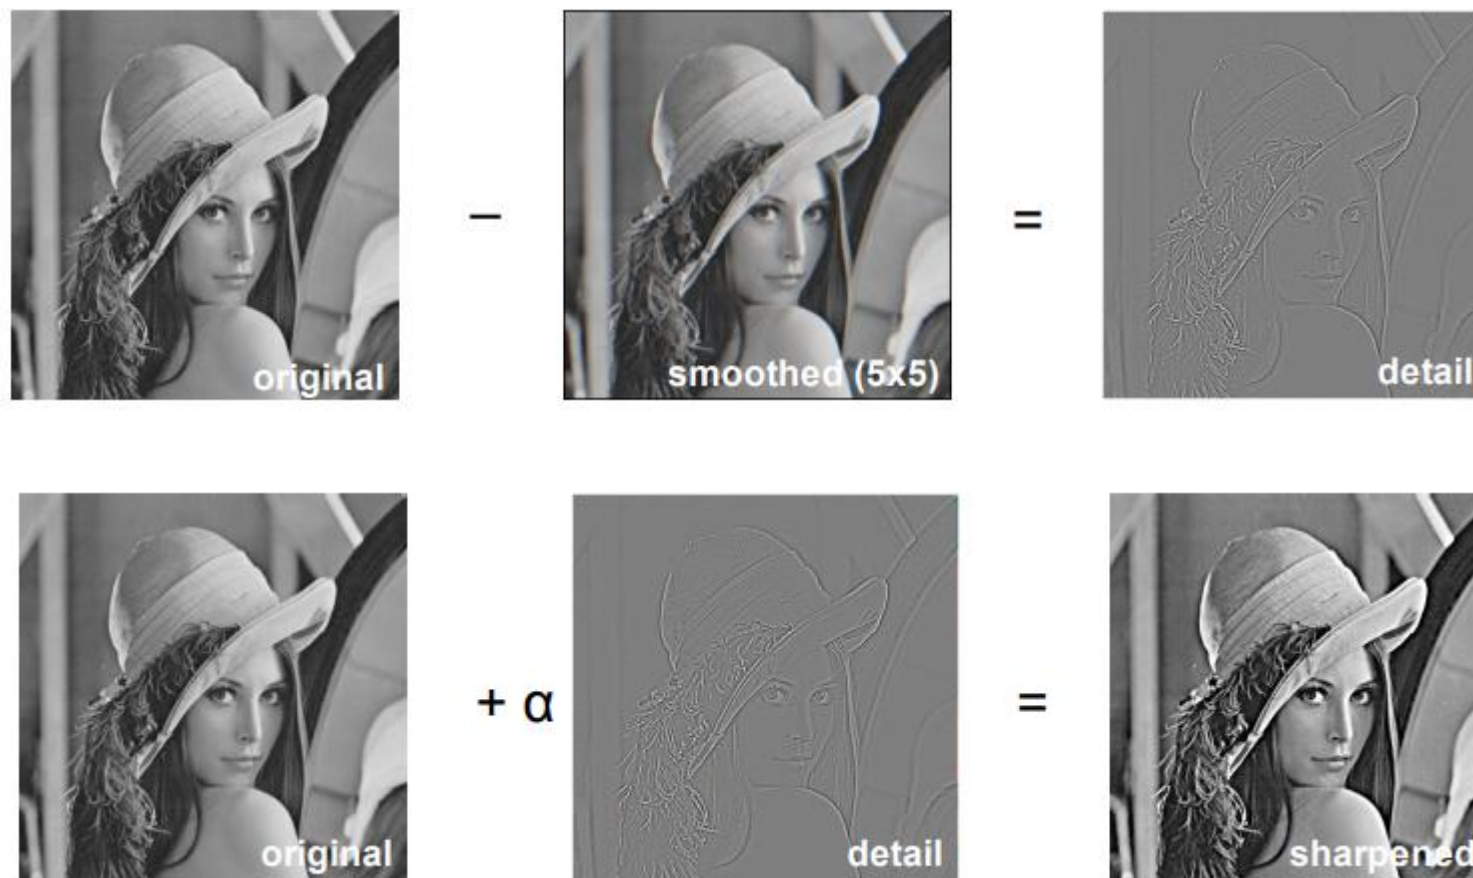 original
–
smoothed (5x5)
=
detail
original
+ α
detail
=
sharpened